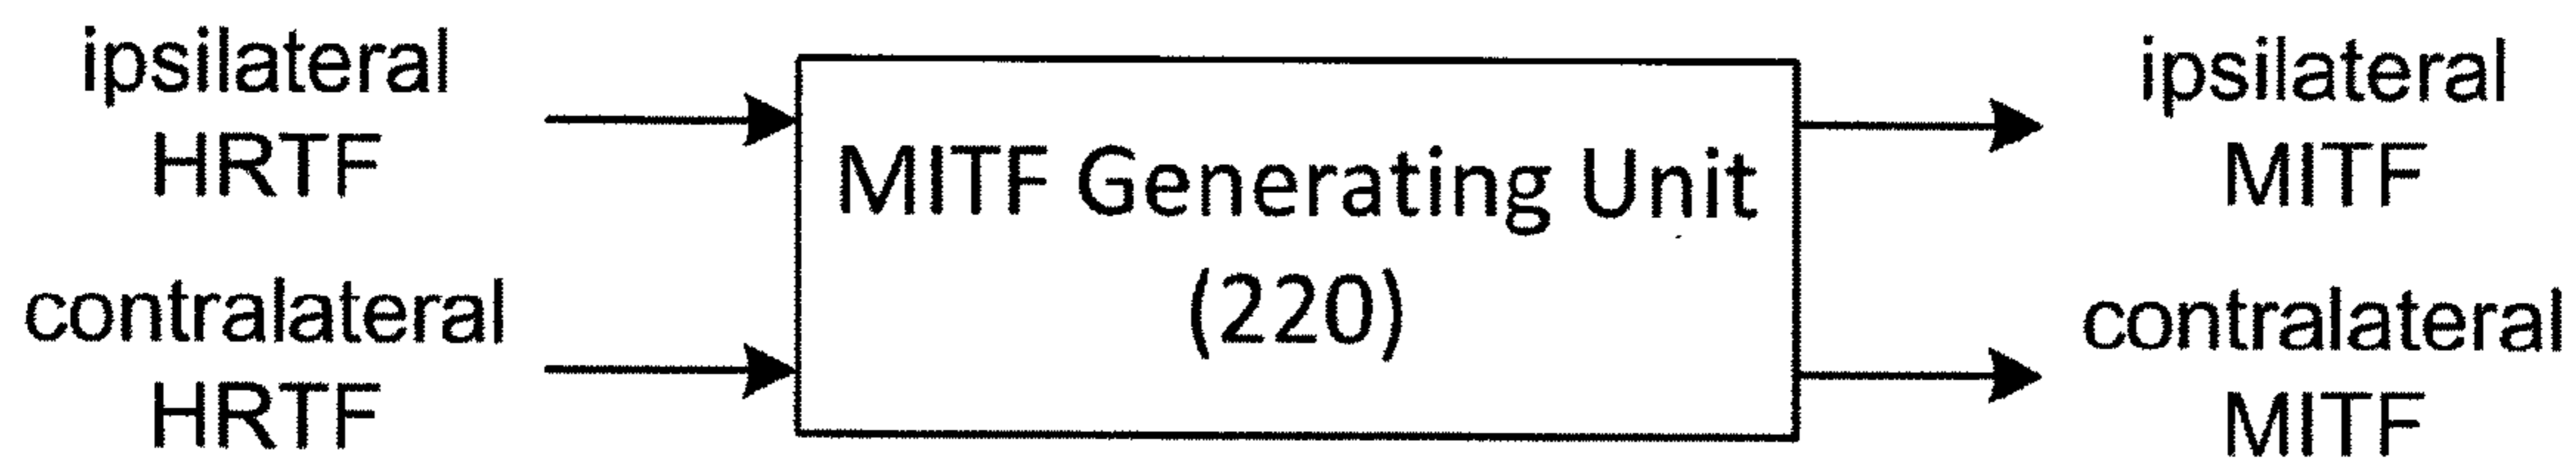 ipsilateral
HRTF
contralateral
HRTF
MITF Generating Unit
(220)
ipsilateral
MITF
contralateral
MITF